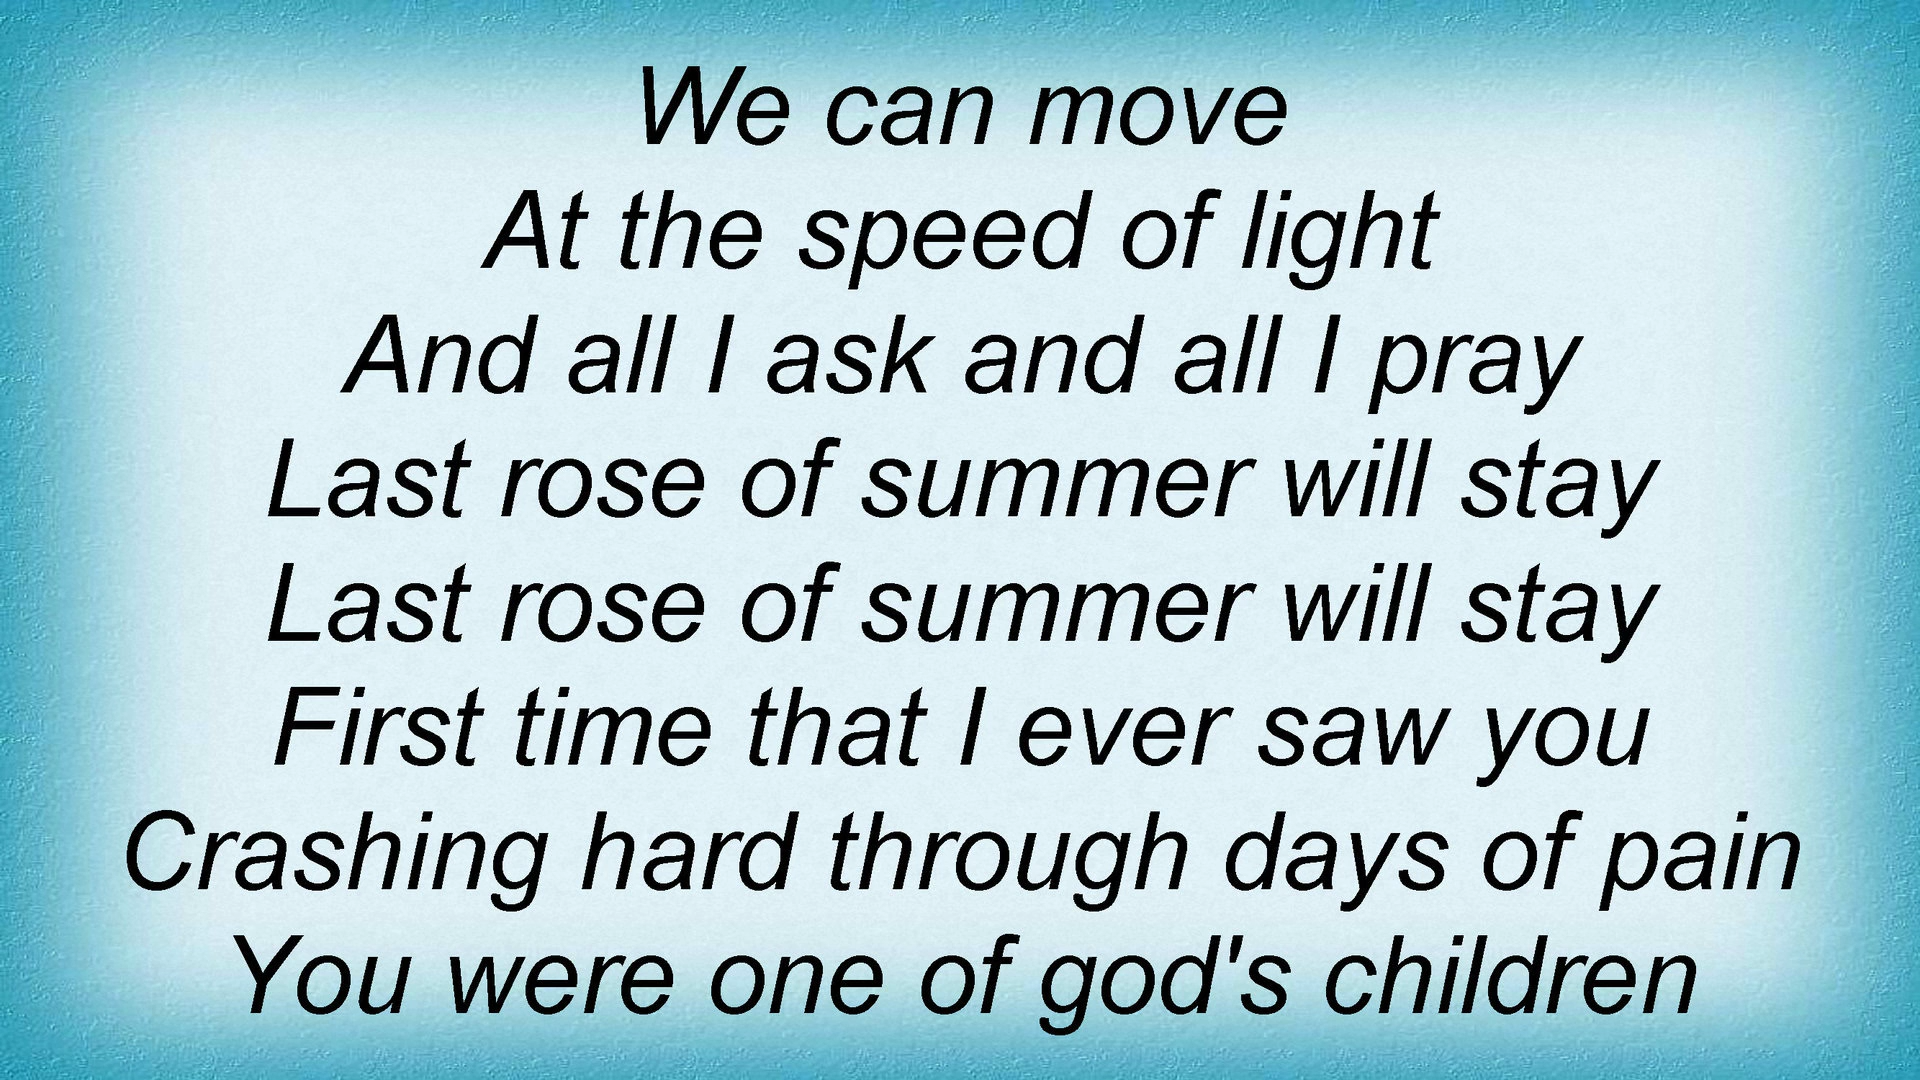 We can move
At the speed of light
And all I ask and all I pray
Last rose of summer will stay
Last rose of summer will stay
First time that I ever saw you
Crashing hard through days of pain
You were one of god's children